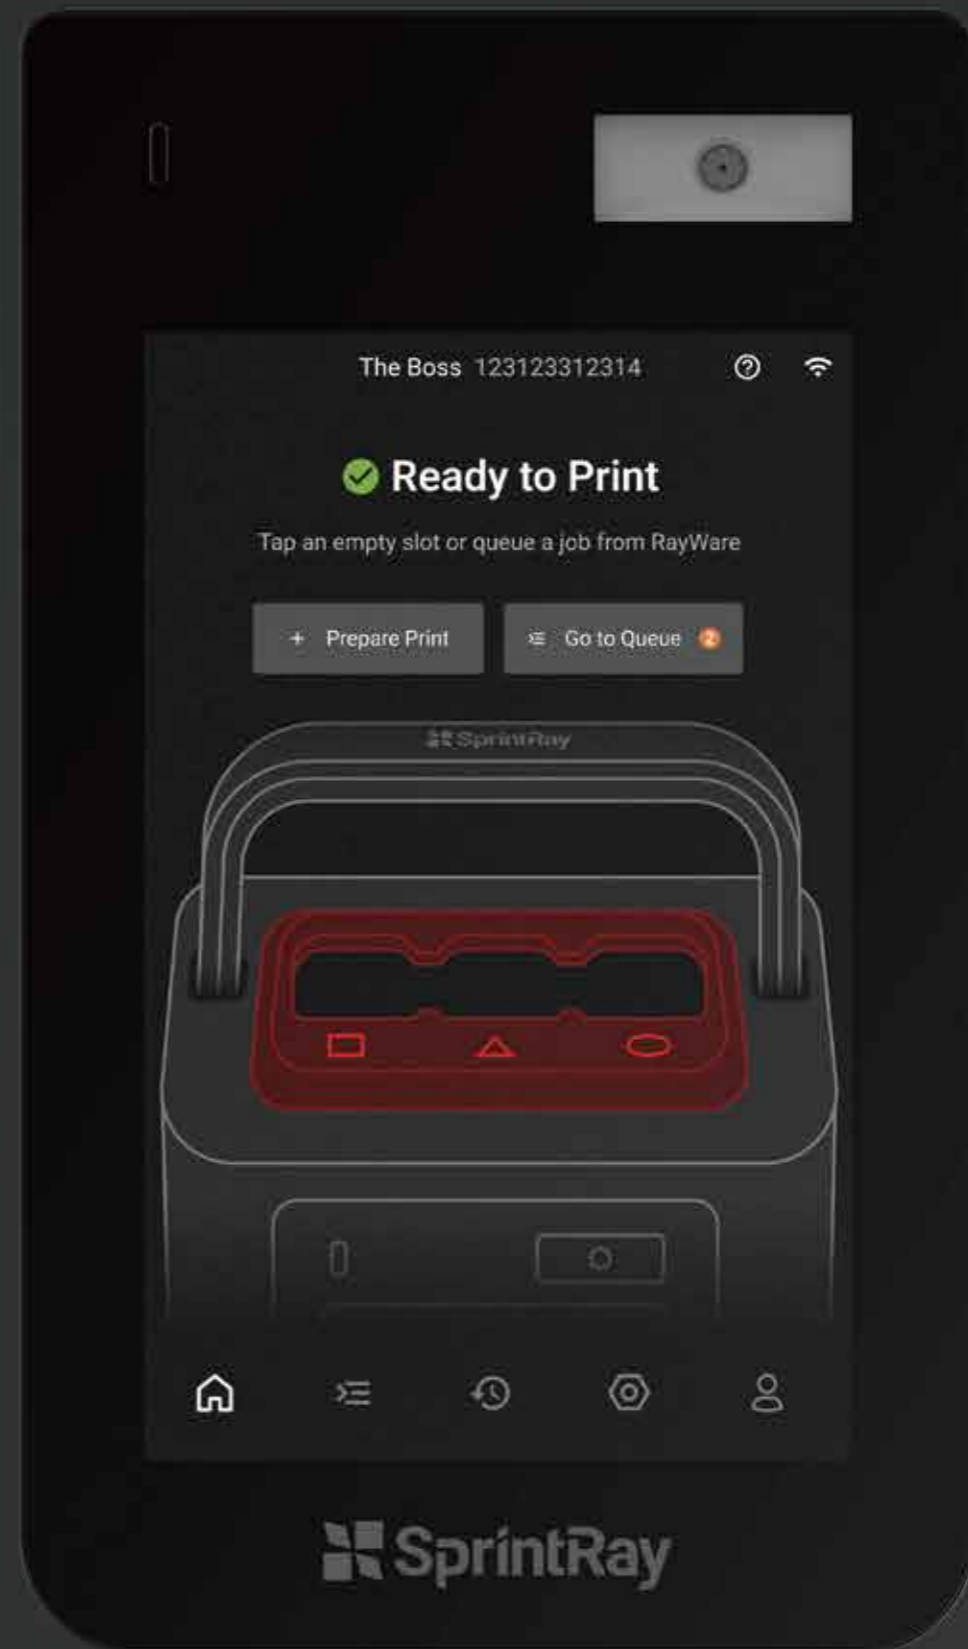 The Boss 123123312314
Ready to Print
Tap an empty slot or queue a job from RayWare
+ Prepare Print
Go to Queue 2
SprintRay
SprintRay